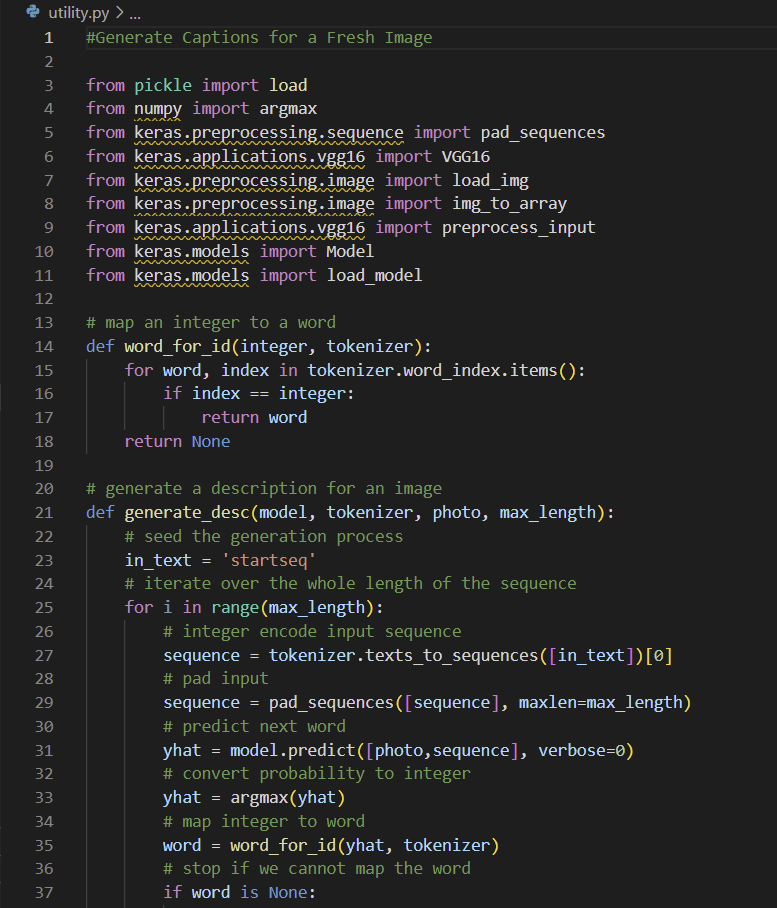 utility.py > ...
1 #Generate Captions for a Fresh Image
2
3 from pickle import load
4 from numpy import argmax
5 from keras.preprocessing.sequence import pad_sequences
6 from keras.applications.vgg16 import VGG16
7 from keras.preprocessing.image import load_img
8 from keras.preprocessing.image import img_to_array
9 from keras.applications.vgg16 import preprocess_input
10 from keras.models import Model
11 from keras.models import load_model
12
13 # map an integer to a word
14 def word_for_id(integer, tokenizer):
15     for word, index in tokenizer.word_index.items():
16         if index == integer:
17             return word
18     return None
19
20 # generate a description for an image
21 def generate_desc(model, tokenizer, photo, max_length):
22     # seed the generation process
23     in_text = 'startseq'
24     # iterate over the whole length of the sequence
25     for i in range(max_length):
26         # integer encode input sequence
27         sequence = tokenizer.texts_to_sequences([in_text])[0]
28         # pad input
29         sequence = pad_sequences([sequence], maxlen=max_length)
30         # predict next word
31         yhat = model.predict([photo,sequence], verbose=0)
32         # convert probability to integer
33         yhat = argmax(yhat)
34         # map integer to word
35         word = word_for_id(yhat, tokenizer)
36         # stop if we cannot map the word
37         if word is None: